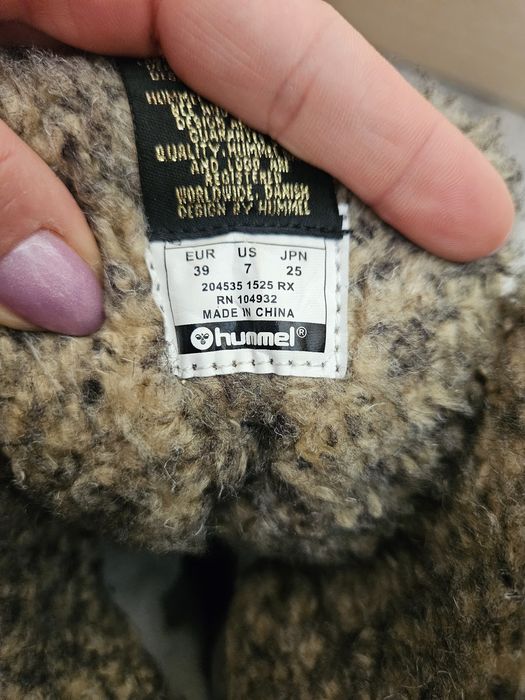 QUALITY, HUMMEL
AND LOGO ARE
REGISTERED
WORLDWIDE, DANISH
DESIGN BY HUMMEL
EUR US JPN
39 7 25
204535 1525 RX
RN 104932
MADE IN CHINA
hummel®